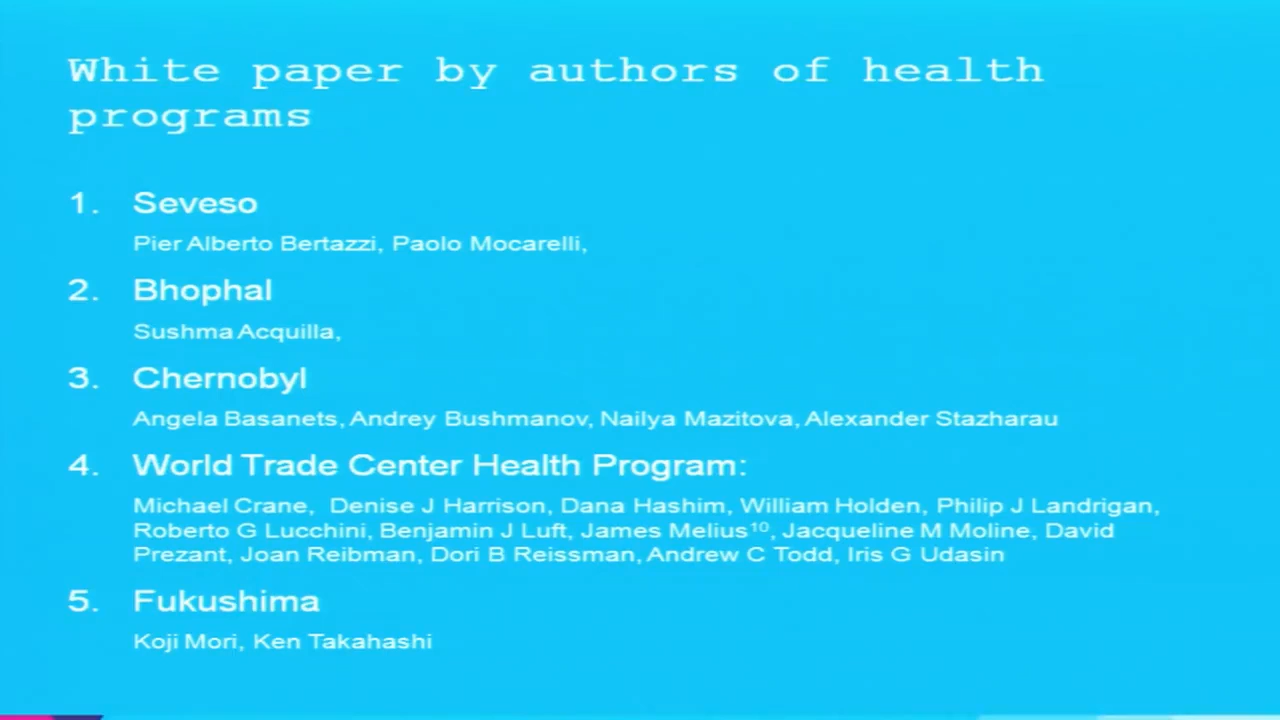 White paper by authors of health
programs
1. Seveso
Pier Alberto Bertazzi, Paolo Mocarelli,
2. Bhophal
Sushma Acquilla,
3. Chernobyl
Angela Basanets, Andrey Bushmanov, Nailya Mazitova, Alexander Stazharau
4. World Trade Center Health Program:
Michael Crane, Denise J Harrison, Dana Hashim, William Holden, Philip J Landrigan,
Roberto G Lucchini, Benjamin J Luft, James Melius¹⁰, Jacqueline M Moline, David
Prezant, Joan Reibman, Dori B Reissman, Andrew C Todd, Iris G Udasin
5. Fukushima
Koji Mori, Ken Takahashi